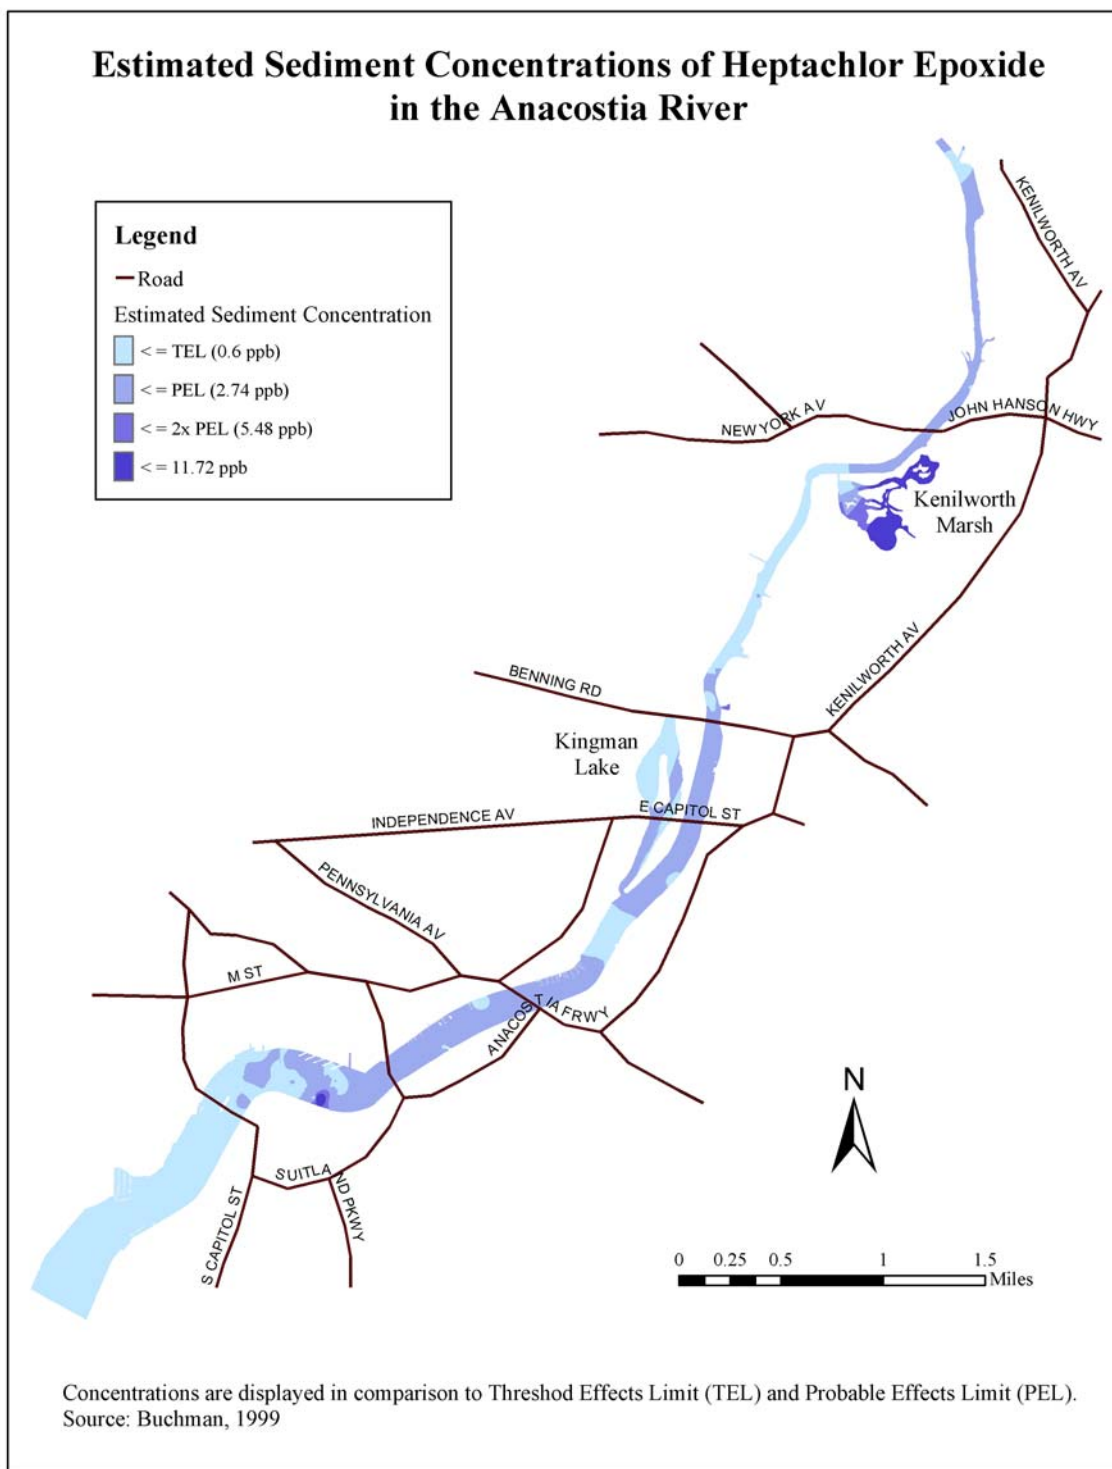 Estimated Sediment Concentrations of Heptachlor Epoxide
in the Anacostia River
Legend
Road
Estimated Sediment Concentration
< = TEL (0.6 ppb)
< = PEL (2.74 ppb)
< = 2x PEL (5.48 ppb)
< = 11.72 ppb
KENILWORTH AV
NEW YORK AV
JOHN HANSON HWY
Kenilworth
Marsh
BENNING RD
KENILWORTH AV
Kingman
Lake
INDEPENDENCE AV
E CAPITOL ST
PENNSYLVANIA AV
M ST
ANACOSTIA FRWY
SUITLAND PKWY
S CAPITOL ST
N
0 0.25 0.5 1 1.5
Miles
Concentrations are displayed in comparison to Threshod Effects Limit (TEL) and Probable Effects Limit (PEL).
Source: Buchman, 1999